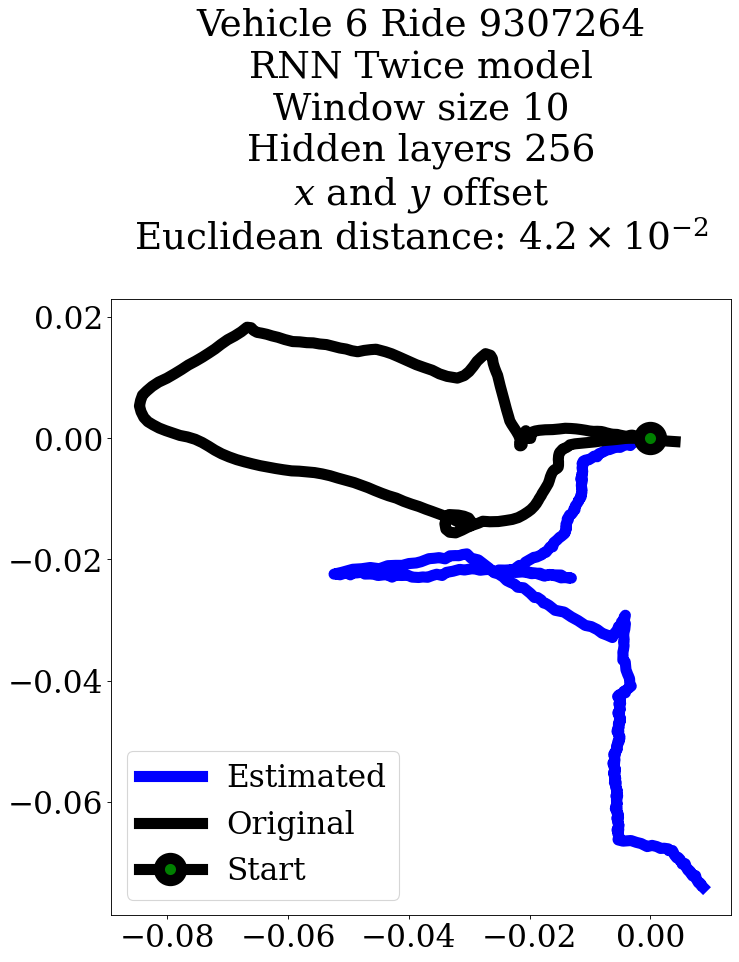 Vehicle 6 Ride 9307264
RNN Twice model
Window size 10
Hidden layers 256
x and y offset
Euclidean distance: 4.2 × 10⁻²
0.02
0.00
−0.02
−0.04
−0.06
Estimated
Original
Start
−0.08 −0.06 −0.04 −0.02 0.00